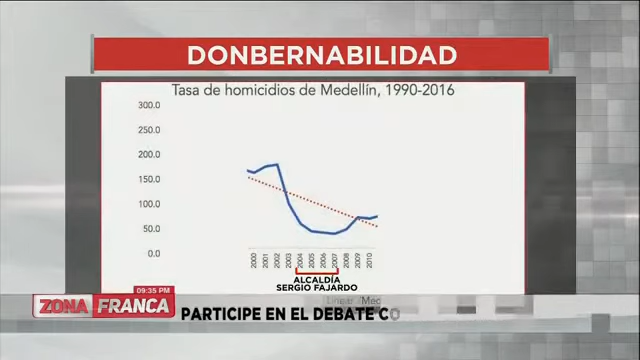 DONBERNABILIDAD
Tasa de homicidios de Medellín, 1990-2016
300.0
250.0
200.0
150.0
100.0
50.0
0.0
2000
2001
2002
2003
2004
2005
2006
2007
2008
2009
2010
ALCALDÍA
SERGIO FAJARDO
09:35 PM
ZONA FRANCA
PARTICIPE EN EL DEBATE CO